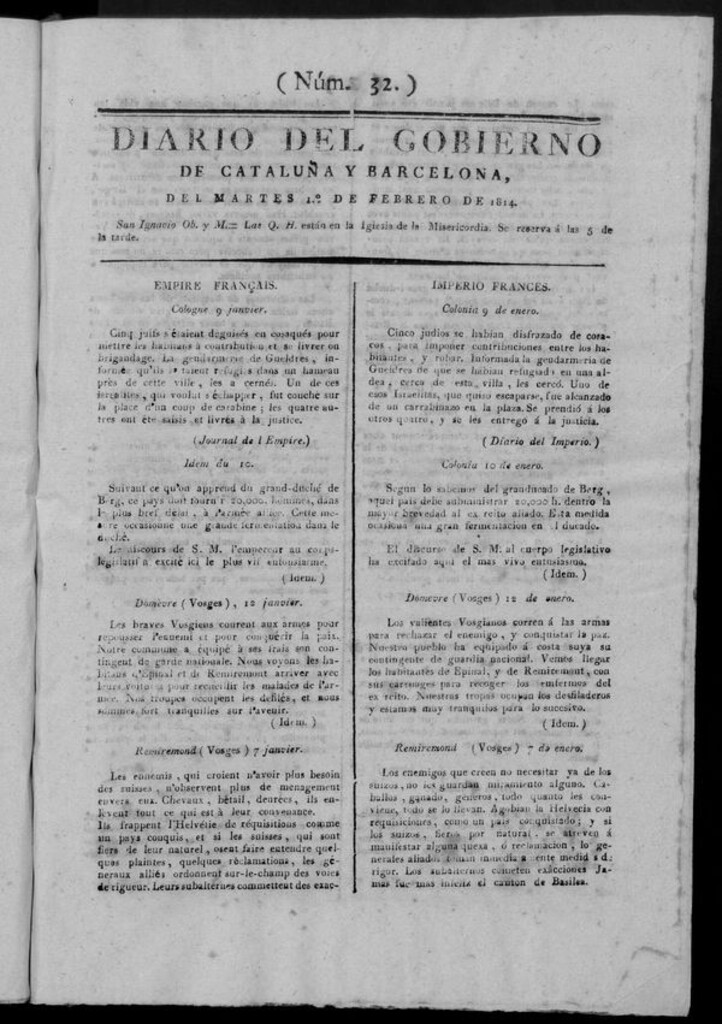 ( Núm. 32. )
DIARIO DEL GOBIERNO
DE CATALUÑA Y BARCELONA,
DEL MARTES 1.º DE FEBRERO DE 1814.
San Ignacio Ob. y M.= Las Q. H. están en la Iglesia de la Misericordia. Se reserva á las 5 de
la tarde.
EMPIRE FRANÇAIS.
Cologne 9 janvier.
Cinq juifs s'étaient deguisés en cosaqués pour
mettre les habitans à contribution et se livrer au
brigandage. La gendarmerie de Gueldres, in-
formée qu'ils s'etaient refugiés dans un hameau
près de cette ville, les a cernés. Un de ces
israélites, qui voulut s'échapper, fut couché sur
la place d'un coup de carabine; les quatre au-
tres ont été saisis et livrés à la justice.
(Journal de l Empire.)
Idem du 10.
Suivant ce qu'on apprend du grand-duché de
Berg, ce pays doit fournir 20,000 hommes, dans
le plus bref délai, à l'armée alliée. Cette me-
sure occasionne une grande fermentation dans le
duché.
Le discours de S. M. l'empereur au corps-
législatif a excité ici le plus vif enthousiasme.
(Idem.)
Domèvre (Vosges), 12 janvier.
Les braves Vosgiens courent aux armes pour
repousser l'ennemi et pour conquérir la paix.
Notre commune a équipé à ses frais son con-
tingent de garde nationale. Nous voyons les ha-
bitans d'Epinal et de Remiremont arriver avec
leurs voitures pour recueillir les malades de l'ar-
mée. Nos troupes occupent les défilés, et nous
sommes fort tranquilles sur l'avenir.
(Idem.)
Remiremond (Vosges) 7 janvier.
Les ennemis, qui croient n'avoir plus besoin
des suisses, n'observent plus de menagement
envers eux. Chevaux, bétail, denrées, ils en-
levent tout ce qui est à leur convenance.
Ils frappent l'Helvétie de réquisitions comme
un pays conquis, et si les suisses, qui sont
fiers de leur naturel, osent faire entendre quel-
ques plaintes, quelques rèclamations, les gé-
neraux alliés ordonnent sur-le-champ des voies
de rigueur. Leurs subalternes commettent des exac-
IMPERIO FRANCES.
Colonia 9 de enero.
Cinco judios se habian disfrazado de cosa-
cos, para imponer contribuciones entre los ha-
bitantes, y robar. Informada la gendarmeria de
Gueldres de que se habian refugiado en una al-
dea, cerca de esta villa, les cercó. Uno de
esos Israelitas, que quiso escaparse, fue alcanzado
de un carrabinazo en la plaza. Se prendió á los
otros quatro, y se les entregó á la justicia.
(Diario del Imperio.)
Colonia 10 de enero.
Segun lo sabemos del granducado de Berg,
aquel pais debe subministrar 20,000 h. dentro la
mayor brevedad al exército aliado. Esta medida
ocasiona una gran fermentacion en el ducado.
El discurso de S. M. al cuerpo legislativo
ha excitado aqui el mas vivo entusiasmo.
(Idem.)
Domevre (Vosges) 12 de enero.
Los valientes Vosgianos corren á las armas
para rechazar el enemigo, y conquistar la paz.
Nuestro pueblo ha equipado á costa suya su
contingente de guardia nacional. Vemos llegar
los habitantes de Epinal, y de Remiremont, con
sus carruages para recoger los enfermos del
exército. Nuestras tropas ocupan los desfiladeros
y estamos muy tranquilos para lo sucesivo.
(Idem.)
Remiremond (Vosges) 7 de enero.
Los enemigos que creen no necesitar ya de los
suizos, no les guardan miramiento alguno. Ca-
ballos, ganado, géneros, todo quanto les con-
viene, todo se lo llevan. Agobian la Helvecia con
requisiciones, como un pais conquistado; y si
los suizos, fieros por natural, se atreven á
manifestar alguna queja, ó reclamacion, los ge-
nerales aliados toman inmediatamente medidas de
rigor. Los subalternos cometen exâcciones Ja-
mas fue mas infeliz el canton de Basilea.